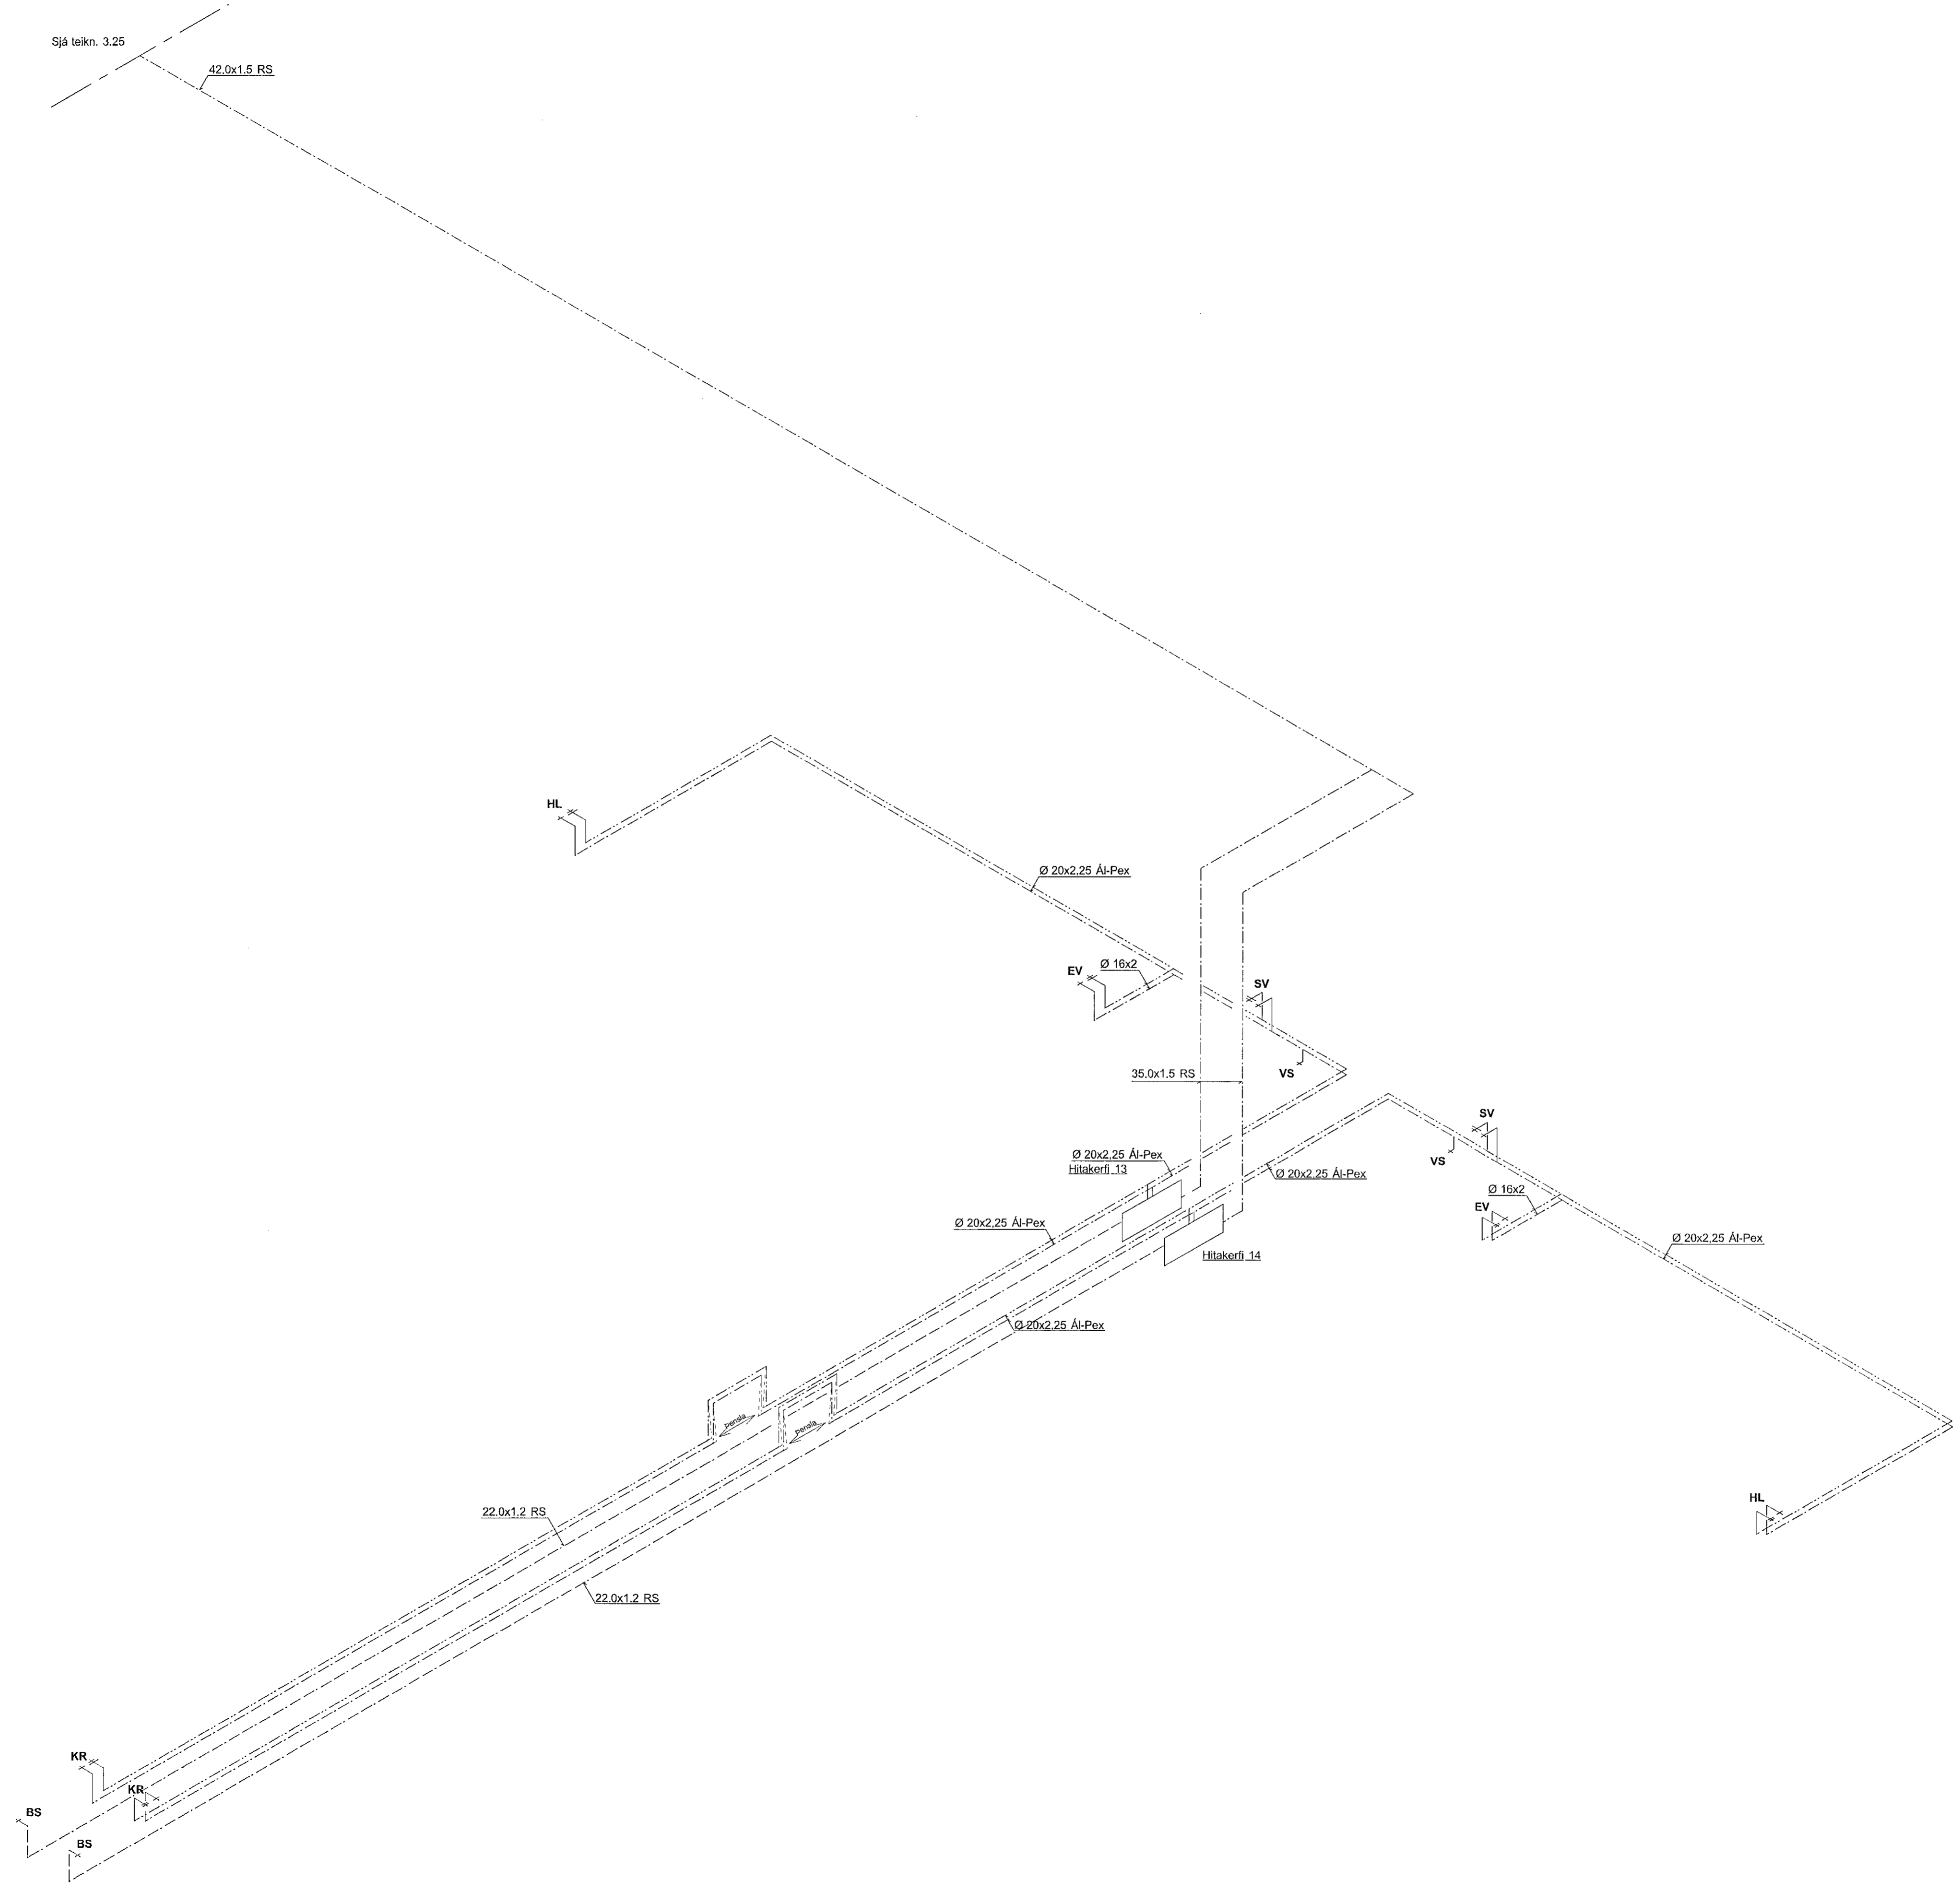 Sjá teikn. 3.25
42.0x1.5 RS
HL
Ø 20x2,25 Ál-Pex
EV
Ø 16x2
SV
VS
35.0x1.5 RS
SV
VS
Ø 20x2,25 Ál-Pex
Hitakerfi 13
Ø 20x2,25 Ál-Pex
Ø 16x2
EV
Ø 20x2,25 Ál-Pex
Ø 20x2,25 Ál-Pex
Hitakerfi 14
Ø 20x2,25 Ál-Pex
þensla
þensla
HL
22.0x1.2 RS
22.0x1.2 RS
KR
KR
BS
BS